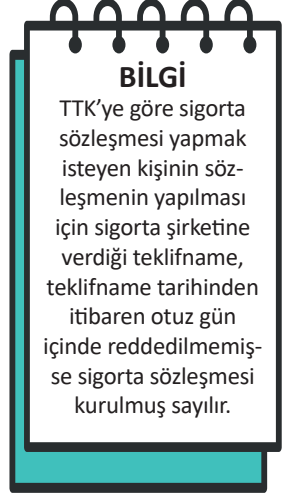 BİLGİ
TTK’ye göre sigorta
sözleşmesi yapmak
isteyen kişinin söz-
leşmenin yapılması
için sigorta şirketine
verdiği teklifname,
teklifname tarihinden
itibaren otuz gün
içinde reddedilmemiş-
se sigorta sözleşmesi
kurulmuş sayılır.